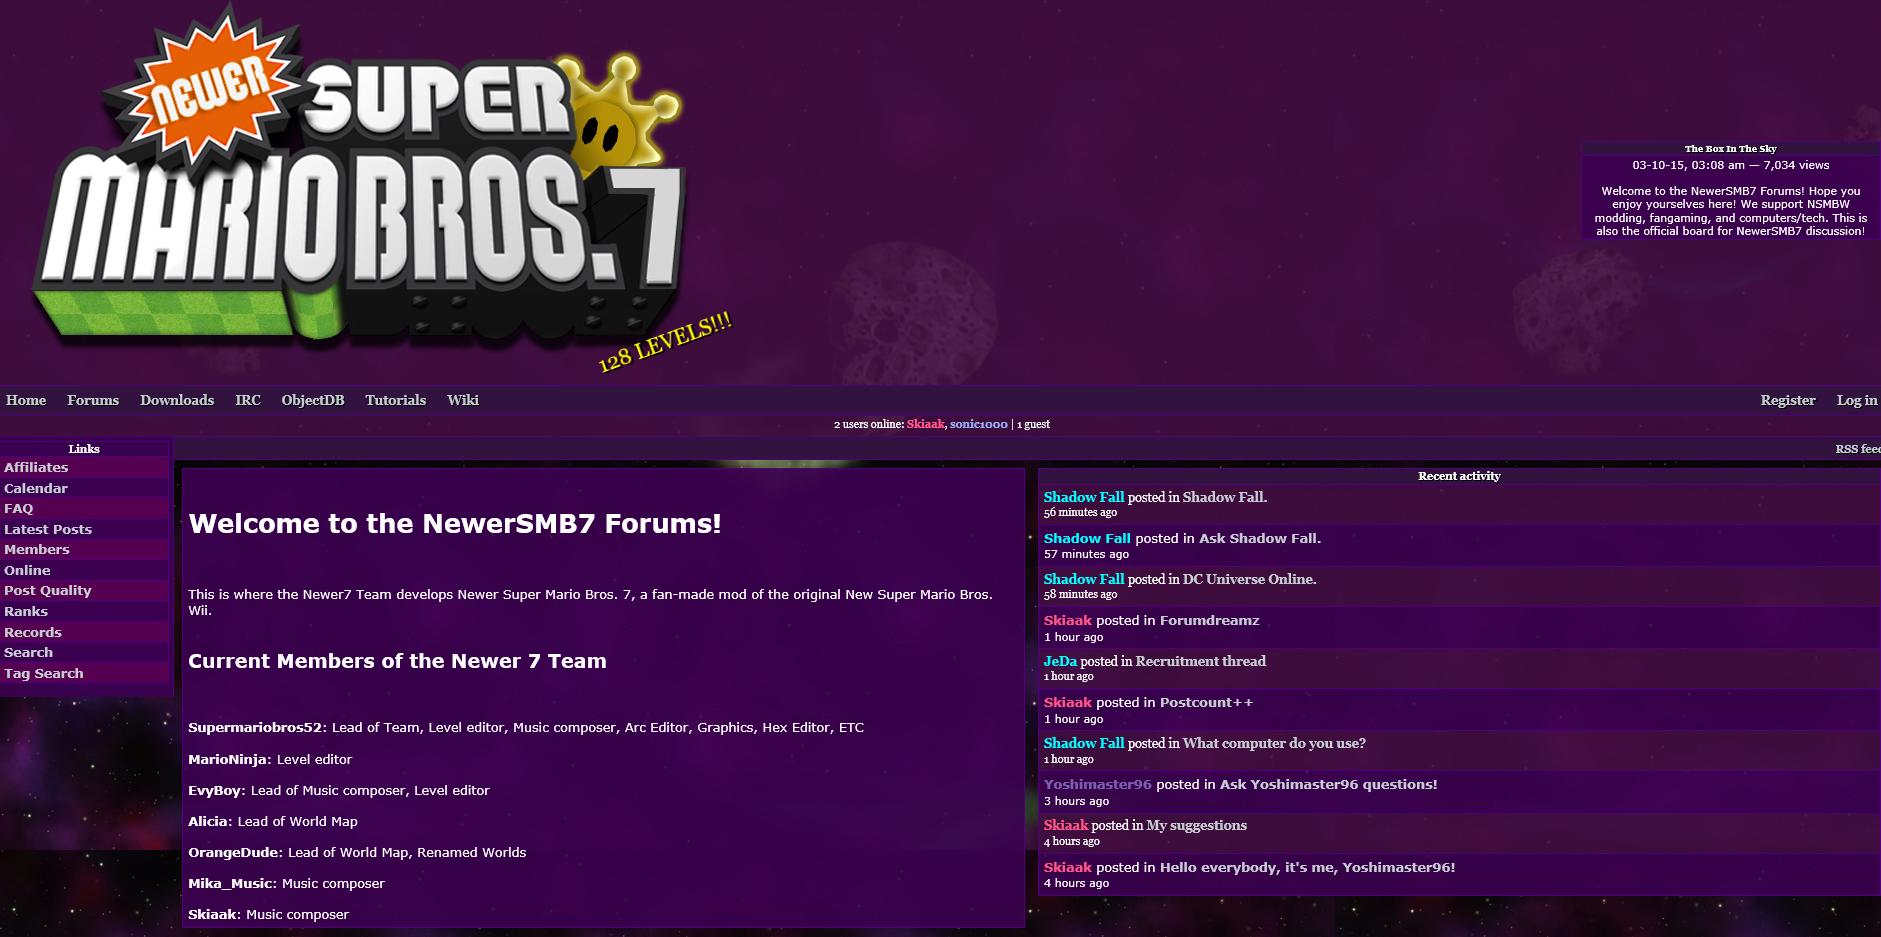 NEWER
SUPER
MARIO BROS. 7
128 LEVELS!!!
The Box In The Sky
03-10-15, 03:08 am — 7,034 views
Welcome to the NewerSMB7 Forums! Hope you
enjoy yourselves here! We support NSMBW
modding, fangaming, and computers/tech. This is
also the official board for NewerSMB7 discussion!
Home Forums Downloads IRC ObjectDB Tutorials Wiki Register Log in
2 users online: Skiaak, sonic1000 | 1 guest
RSS feed
Links
Affiliates
Calendar
FAQ
Latest Posts
Members
Online
Post Quality
Ranks
Records
Search
Tag Search
Welcome to the NewerSMB7 Forums!
This is where the Newer7 Team develops Newer Super Mario Bros. 7, a fan-made mod of the original New Super Mario Bros.
Wii.
Current Members of the Newer 7 Team
Supermariobros52: Lead of Team, Level editor, Music composer, Arc Editor, Graphics, Hex Editor, ETC
MarioNinja: Level editor
EvyBoy: Lead of Music composer, Level editor
Alicia: Lead of World Map
OrangeDude: Lead of World Map, Renamed Worlds
Mika_Music: Music composer
Skiaak: Music composer
Recent activity
Shadow Fall posted in Shadow Fall.
56 minutes ago
Shadow Fall posted in Ask Shadow Fall.
57 minutes ago
Shadow Fall posted in DC Universe Online.
58 minutes ago
Skiaak posted in Forumdreamz
1 hour ago
JeDa posted in Recruitment thread
1 hour ago
Skiaak posted in Postcount++
1 hour ago
Shadow Fall posted in What computer do you use?
1 hour ago
Yoshimaster96 posted in Ask Yoshimaster96 questions!
3 hours ago
Skiaak posted in My suggestions
4 hours ago
Skiaak posted in Hello everybody, it's me, Yoshimaster96!
4 hours ago